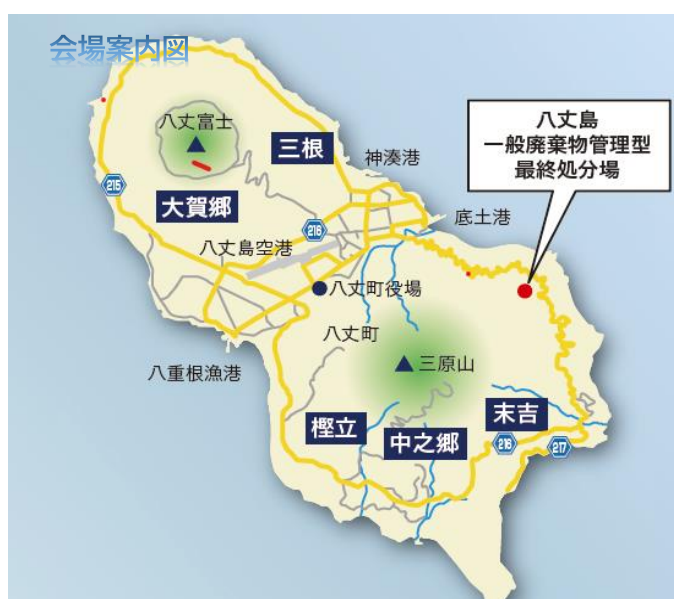 会場案内図
八丈富士
三根
神湊港
八丈島
一般廃棄物管理型
最終処分場
215
大賀郷
216
底土港
八丈島空港
八丈町役場
八丈町
三原山
八重根漁港
末吉
樫立
中之郷
216
217